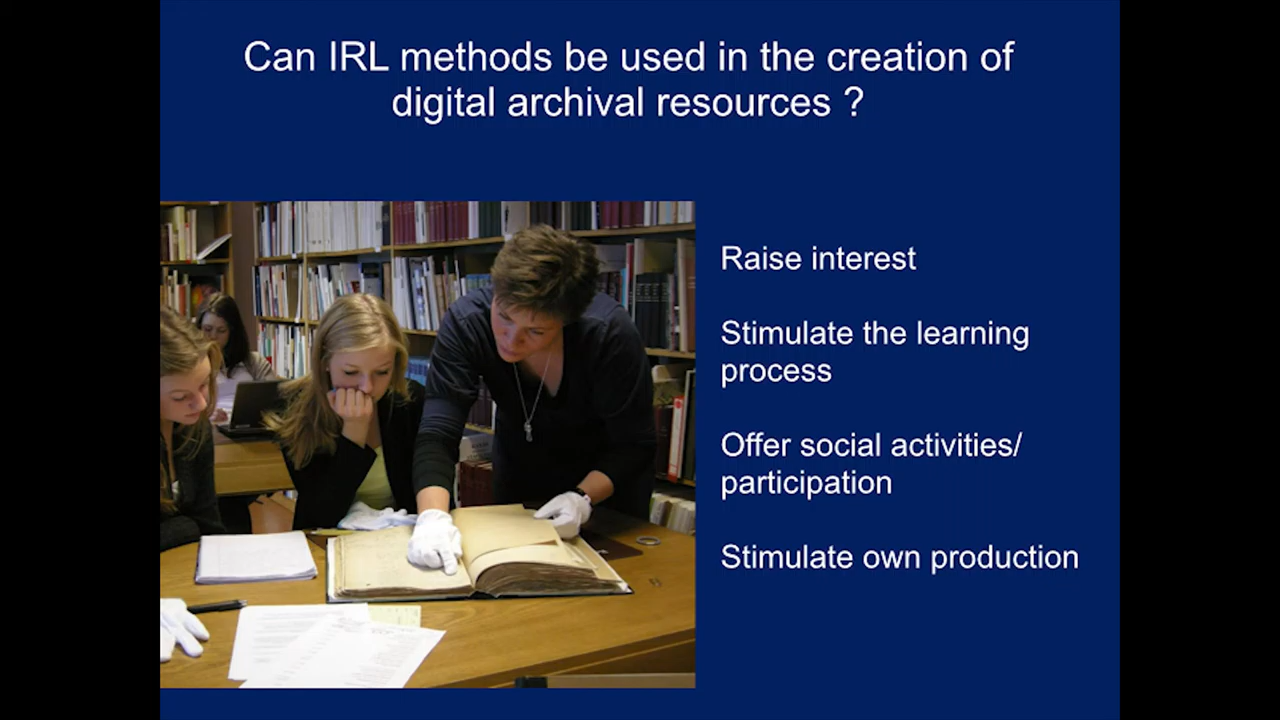 Can IRL methods be used in the creation of
digital archival resources ?
Raise interest
Stimulate the learning
process
Offer social activities/
participation
Stimulate own production